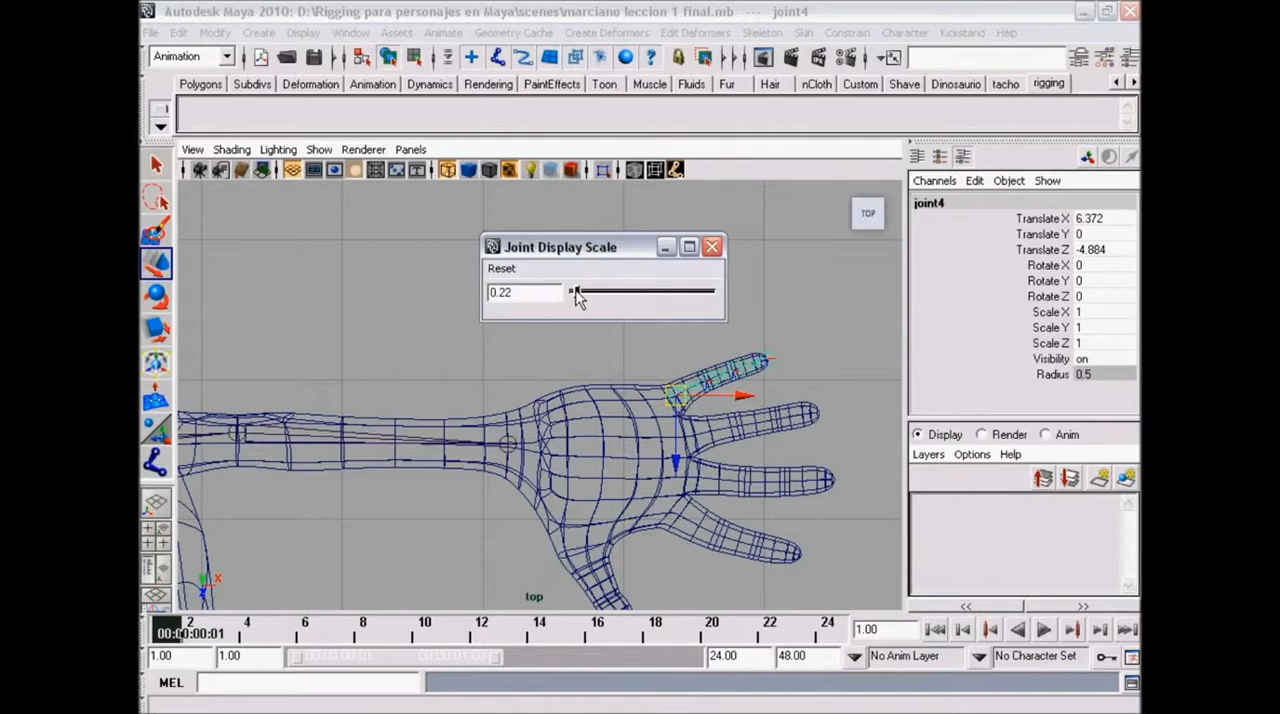 Autodesk Maya 2010: D:\Rigging para personajes en Maya\scenes\marciano leccion 1 final.mb --- joint4
File Edit Modify Create Display Window Assets Animate Geometry Cache Create Deformers Edit Deformers Skeleton Skin Constrain Character Kickstand Help
Animation
Polygons Subdivs Deformation Animation Dynamics Rendering PaintEffects Toon Muscle Fluids Fur Hair nCloth Custom Shave Dinosaurio tacho rigging
View Shading Lighting Show Renderer Panels
Channels Edit Object Show
joint4
Translate X 6.372
Translate Y 0
Translate Z -4.884
Rotate X 0
Rotate Y 0
Rotate Z 0
Scale X 1
Scale Y 1
Scale Z 1
Visibility on
Radius 0.5
TOP
Joint Display Scale
Reset
0.22
Display Render Anim
Layers Options Help
top
2 4 6 8 10 12 14 16 18 20 22 24
00:00:00:01
1.00
1.00 1.00 24.00 48.00 No Anim Layer No Character Set
MEL